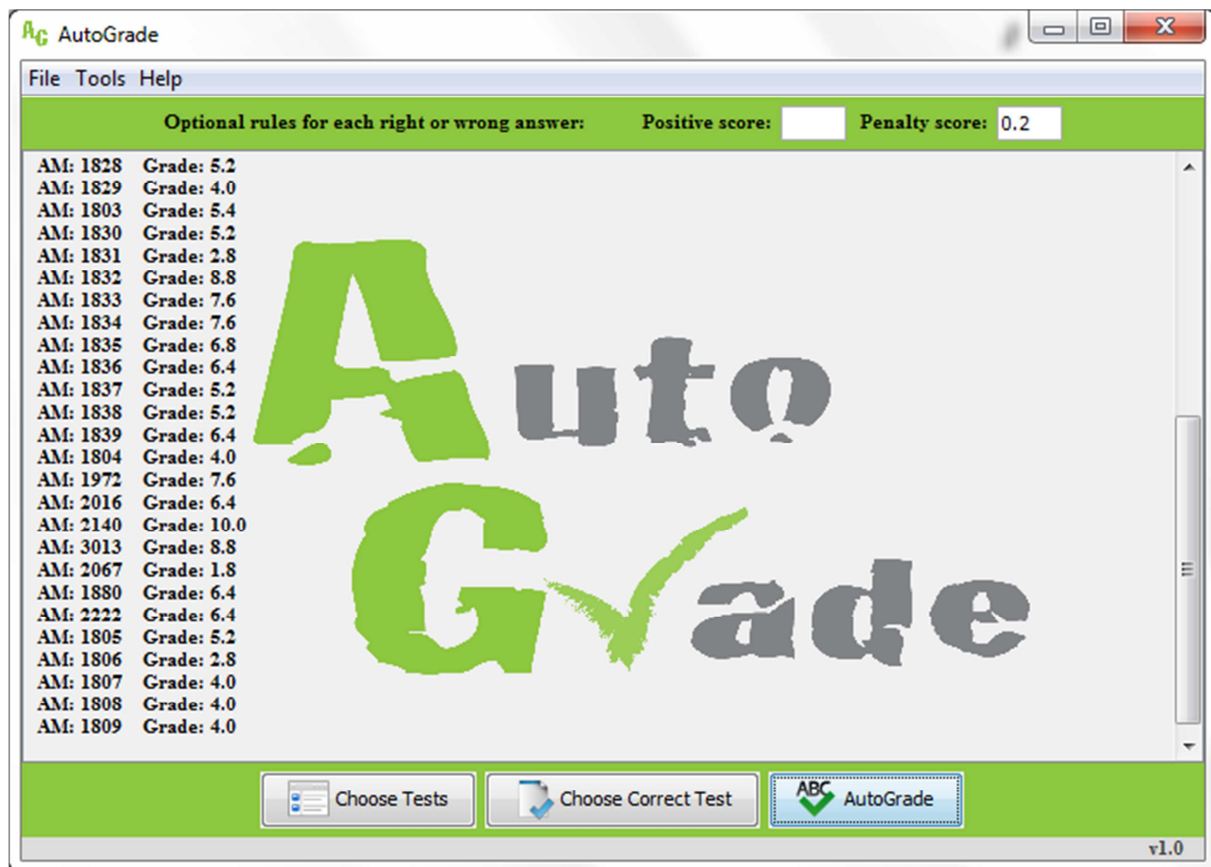 AG AutoGrade
File Tools Help
Optional rules for each right or wrong answer: Positive score: Penalty score: 0.2
AM: 1828 Grade: 5.2
AM: 1829 Grade: 4.0
AM: 1803 Grade: 5.4
AM: 1830 Grade: 5.2
AM: 1831 Grade: 2.8
AM: 1832 Grade: 8.8
AM: 1833 Grade: 7.6
AM: 1834 Grade: 7.6
AM: 1835 Grade: 6.8
AM: 1836 Grade: 6.4
AM: 1837 Grade: 5.2
AM: 1838 Grade: 5.2
AM: 1839 Grade: 6.4
AM: 1804 Grade: 4.0
AM: 1972 Grade: 7.6
AM: 2016 Grade: 6.4
AM: 2140 Grade: 10.0
AM: 3013 Grade: 8.8
AM: 2067 Grade: 1.8
AM: 1880 Grade: 6.4
AM: 2222 Grade: 6.4
AM: 1805 Grade: 5.2
AM: 1806 Grade: 2.8
AM: 1807 Grade: 4.0
AM: 1808 Grade: 4.0
AM: 1809 Grade: 4.0
Auto
G✓ade
Choose Tests Choose Correct Test ABC AutoGrade
v1.0